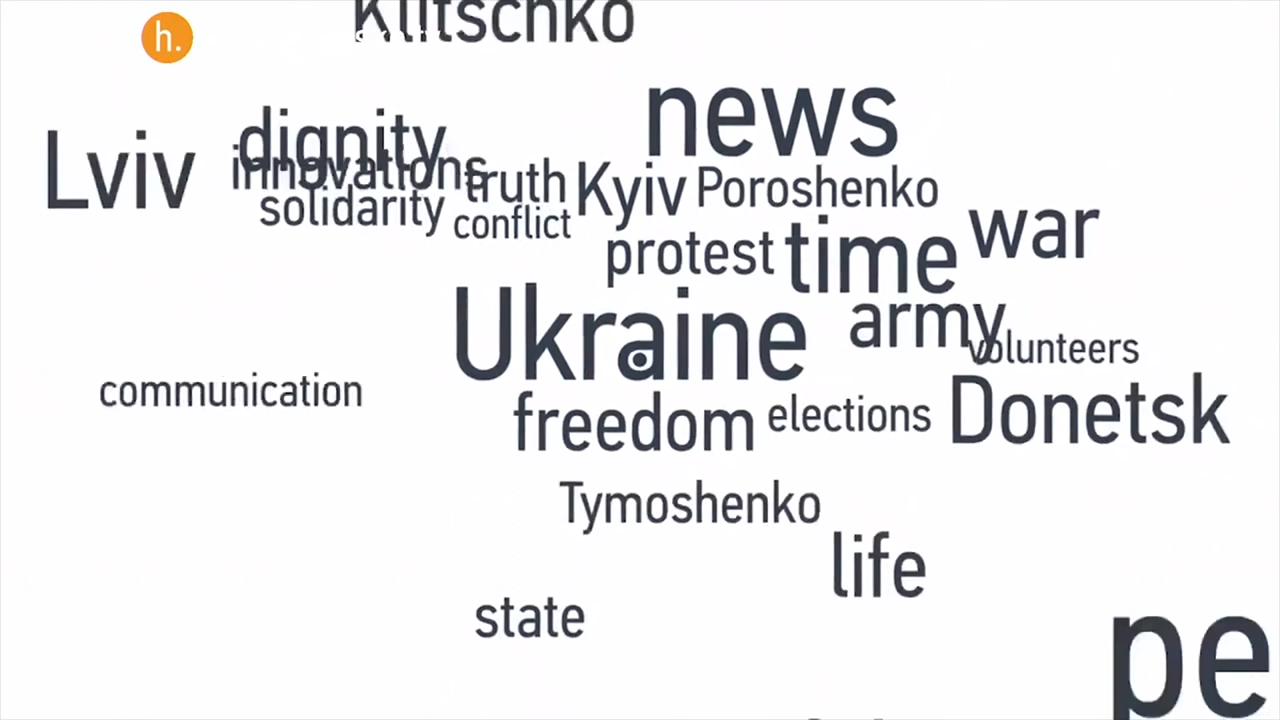 Klitschko
h.
news
dignity
Lviv
innovations
truth
Kyiv
Poroshenko
solidarity
conflict
war
protest
time
Ukraine
army
volunteers
communication
freedom
elections
Donetsk
Tymoshenko
life
state
pe